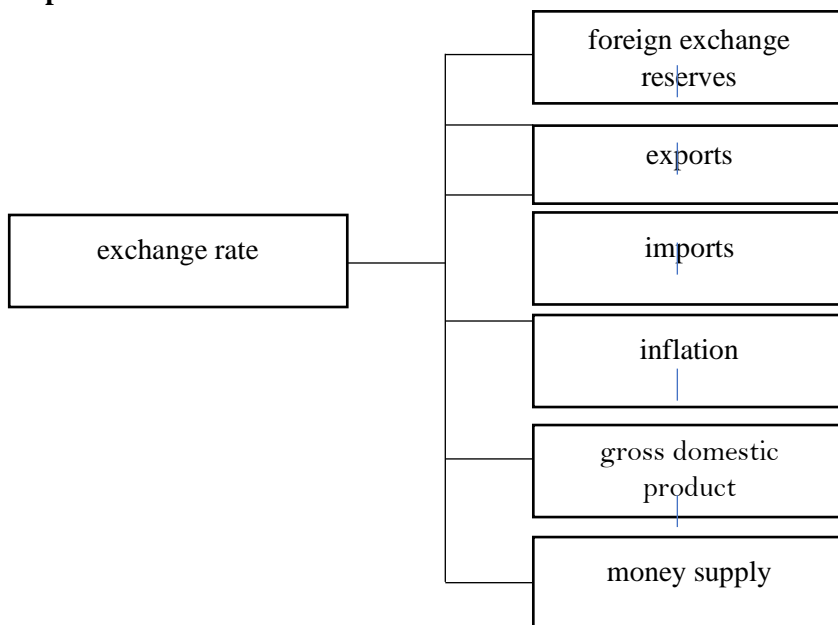 foreign exchange
reserves
exports
exchange rate
imports
inflation
gross domestic
product
money supply